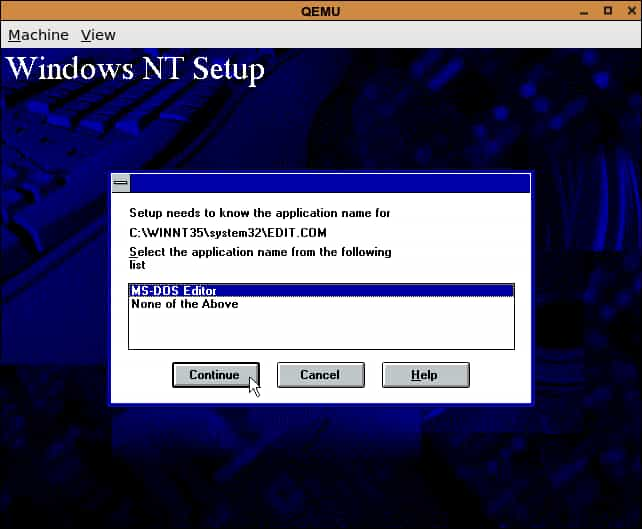 QEMU
Machine View
Windows NT Setup
Setup needs to know the application name for
C:\WINNT35\system32\EDIT.COM
Select the application name from the following
list
MS-DOS Editor
None of the Above
Continue Cancel Help